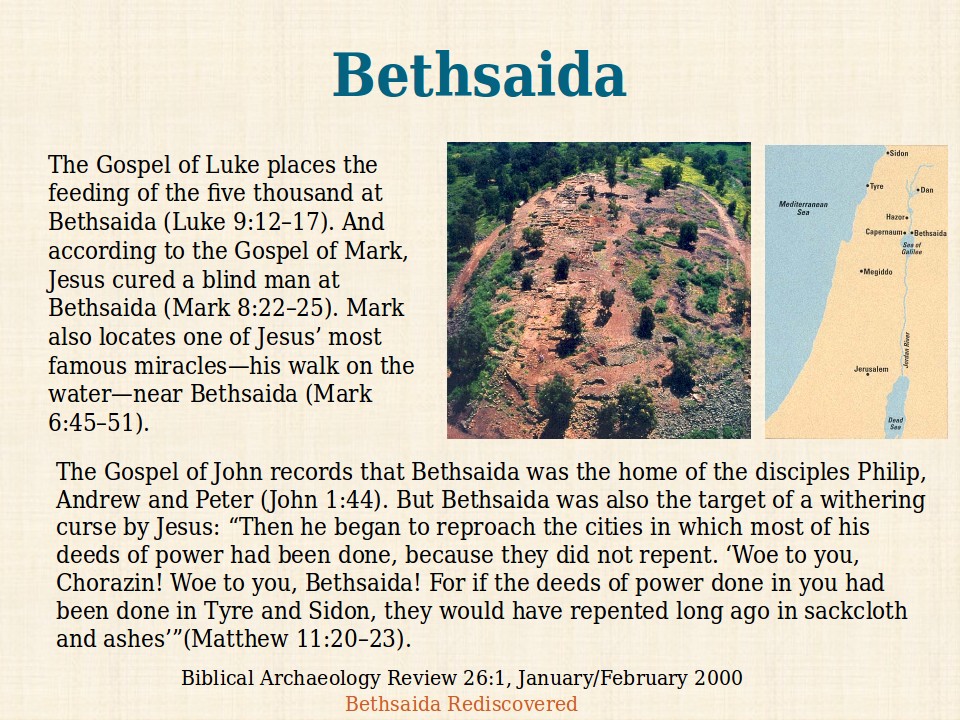 Bethsaida
The Gospel of Luke places the
feeding of the five thousand at
Bethsaida (Luke 9:12–17). And
according to the Gospel of Mark,
Jesus cured a blind man at
Bethsaida (Mark 8:22–25). Mark
also locates one of Jesus’ most
famous miracles—his walk on the
water—near Bethsaida (Mark
6:45–51).
Sidon
Tyre
Dan
Mediterranean
Sea
Hazor
Capernaum
Bethsaida
Sea of
Galilee
Megiddo
Jordan River
Jerusalem
Dead
Sea
The Gospel of John records that Bethsaida was the home of the disciples Philip,
Andrew and Peter (John 1:44). But Bethsaida was also the target of a withering
curse by Jesus: “Then he began to reproach the cities in which most of his
deeds of power had been done, because they did not repent. ‘Woe to you,
Chorazin! Woe to you, Bethsaida! For if the deeds of power done in you had
been done in Tyre and Sidon, they would have repented long ago in sackcloth
and ashes’”(Matthew 11:20–23).
Biblical Archaeology Review 26:1, January/February 2000
Bethsaida Rediscovered